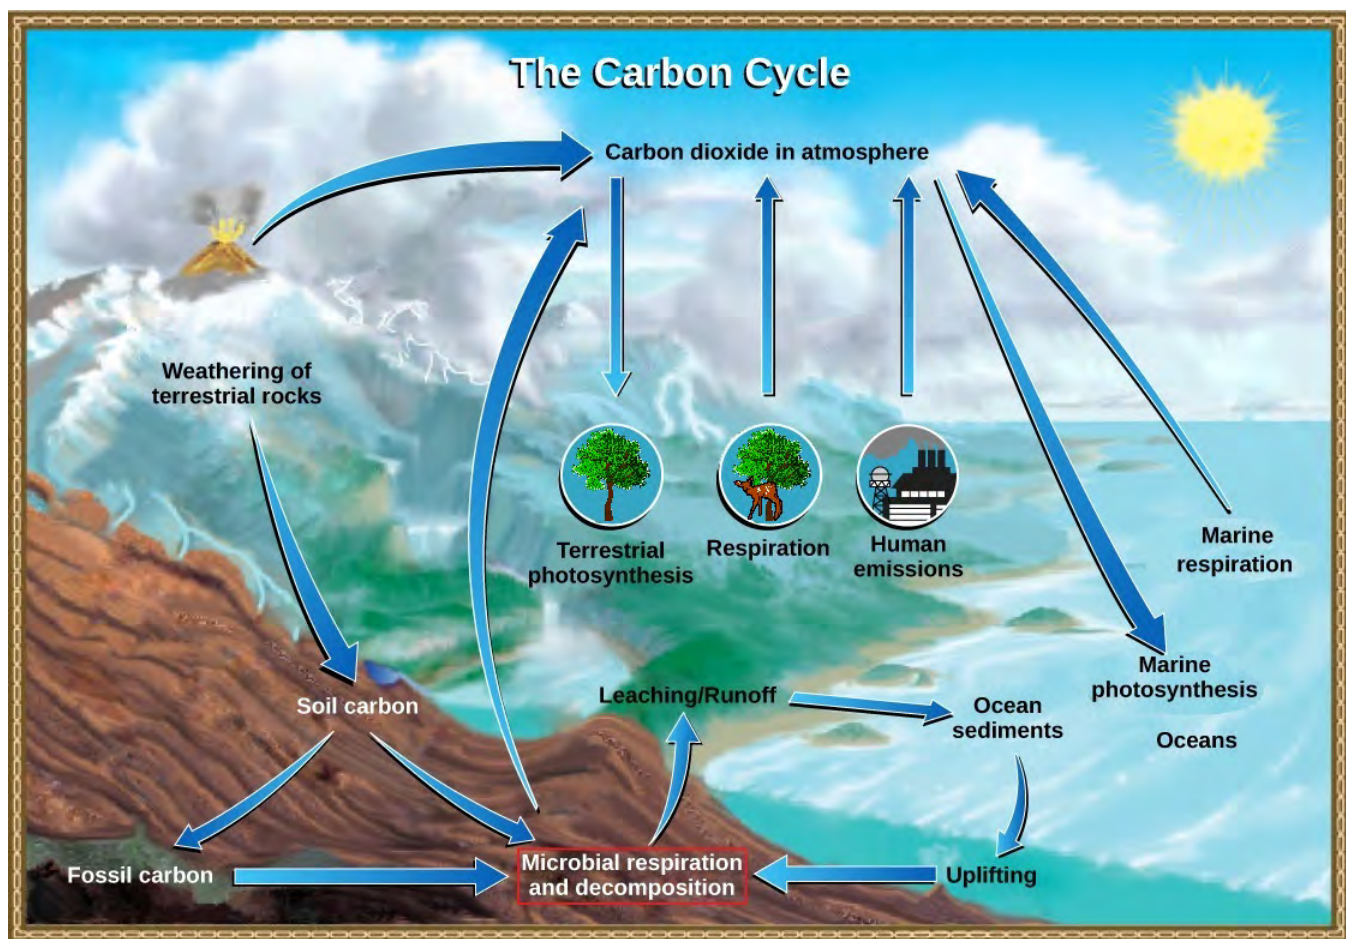 The Carbon Cycle
Carbon dioxide in atmosphere
Weathering of
terrestrial rocks
Terrestrial
photosynthesis
Respiration
Human
emissions
Marine
respiration
Marine
photosynthesis
Oceans
Soil carbon
Leaching/Runoff
Ocean
sediments
Fossil carbon
Microbial respiration
and decomposition
Uplifting